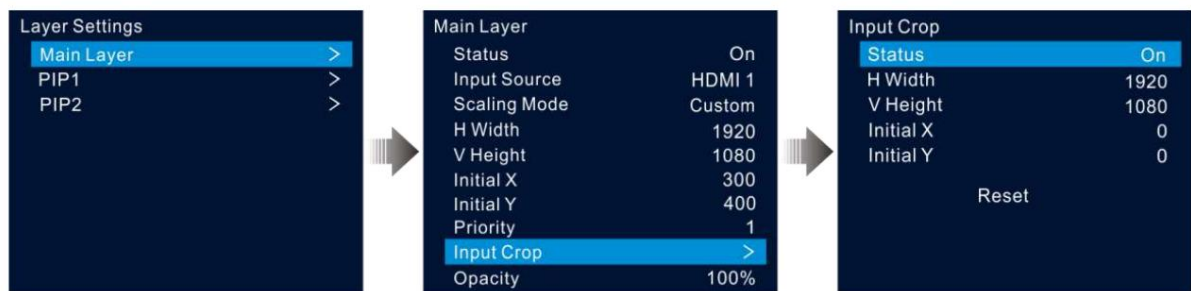 Layer Settings
Main Layer >
PIP1 >
PIP2 >
Main Layer
Status On
Input Source HDMI 1
Scaling Mode Custom
H Width 1920
V Height 1080
Initial X 300
Initial Y 400
Priority 1
Input Crop >
Opacity 100%
Input Crop
Status On
H Width 1920
V Height 1080
Initial X 0
Initial Y 0
Reset